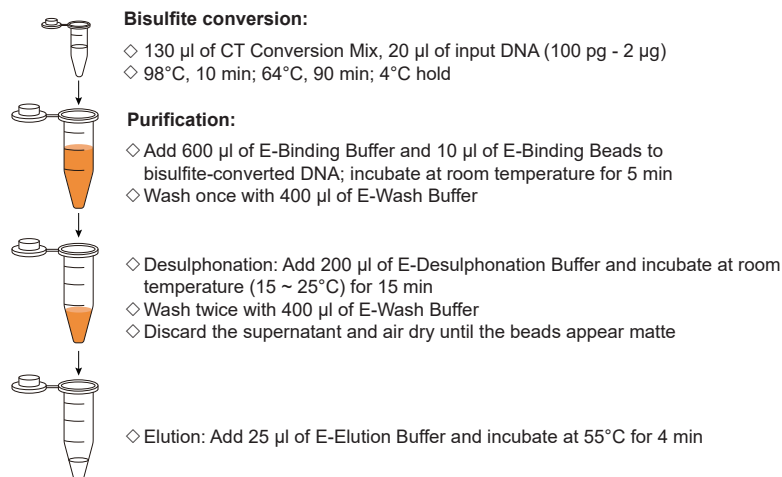 Bisulfite conversion:
◇ 130 μl of CT Conversion Mix, 20 μl of input DNA (100 pg - 2 μg)
◇ 98°C, 10 min; 64°C, 90 min; 4°C hold
Purification:
◇ Add 600 μl of E-Binding Buffer and 10 μl of E-Binding Beads to
bisulfite-converted DNA; incubate at room temperature for 5 min
◇ Wash once with 400 μl of E-Wash Buffer
◇ Desulphonation: Add 200 μl of E-Desulphonation Buffer and incubate at room
temperature (15 ~ 25°C) for 15 min
◇ Wash twice with 400 μl of E-Wash Buffer
◇ Discard the supernatant and air dry until the beads appear matte
◇ Elution: Add 25 μl of E-Elution Buffer and incubate at 55°C for 4 min